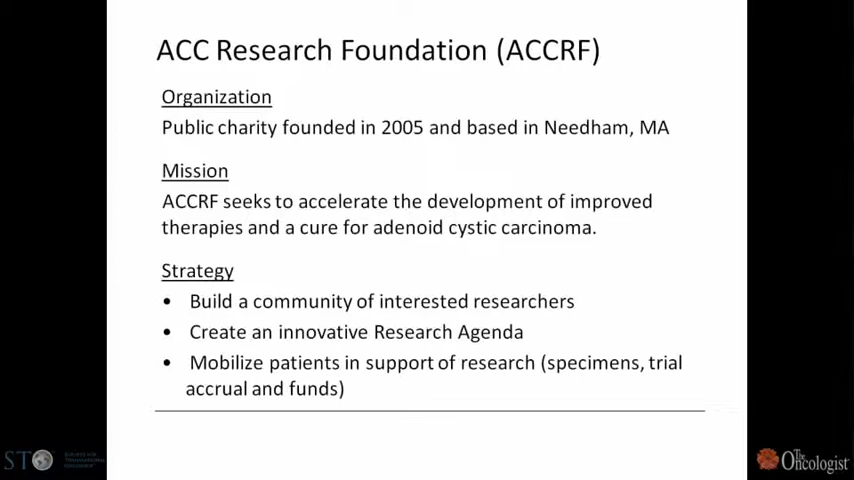 ACC Research Foundation (ACCRF)
Organization
Public charity founded in 2005 and based in Needham, MA
Mission
ACCRF seeks to accelerate the development of improved
therapies and a cure for adenoid cystic carcinoma.
Strategy
• Build a community of interested researchers
• Create an innovative Research Agenda
• Mobilize patients in support of research (specimens, trial
accrual and funds)
The
Oncologist